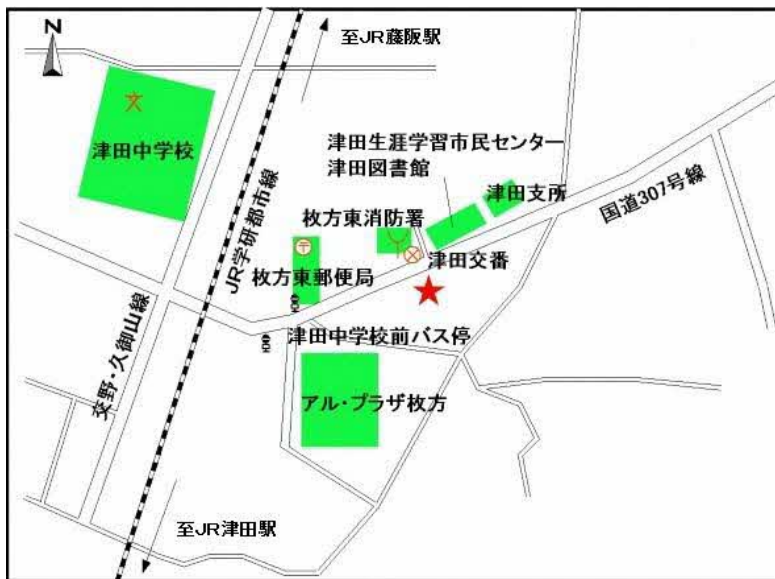 N
至JR藤阪駅
文
津田中学校
津田生涯学習市民センター
津田図書館
津田支所
国道307号線
枚方東消防署
津田交番
〒
枚方東郵便局
JR学研都市線
津田中学校前バス停
交野・久御山線
アル・プラザ枚方
至JR津田駅